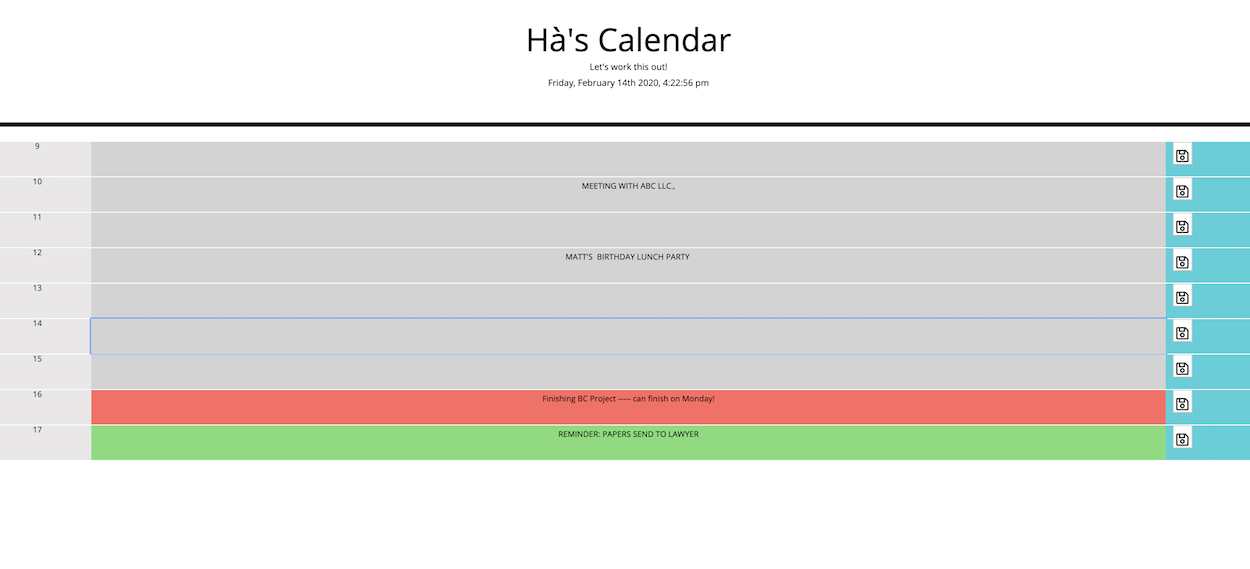 Hà's Calendar
Let's work this out!
Friday, February 14th 2020, 4:22:56 pm
9
10 MEETING WITH ABC LLC.,
11
12 MATT'S  BIRTHDAY LUNCH PARTY
13
14
15
16 Finishing BC Project ----- can finish on Monday!
17 REMINDER: PAPERS SEND TO LAWYER